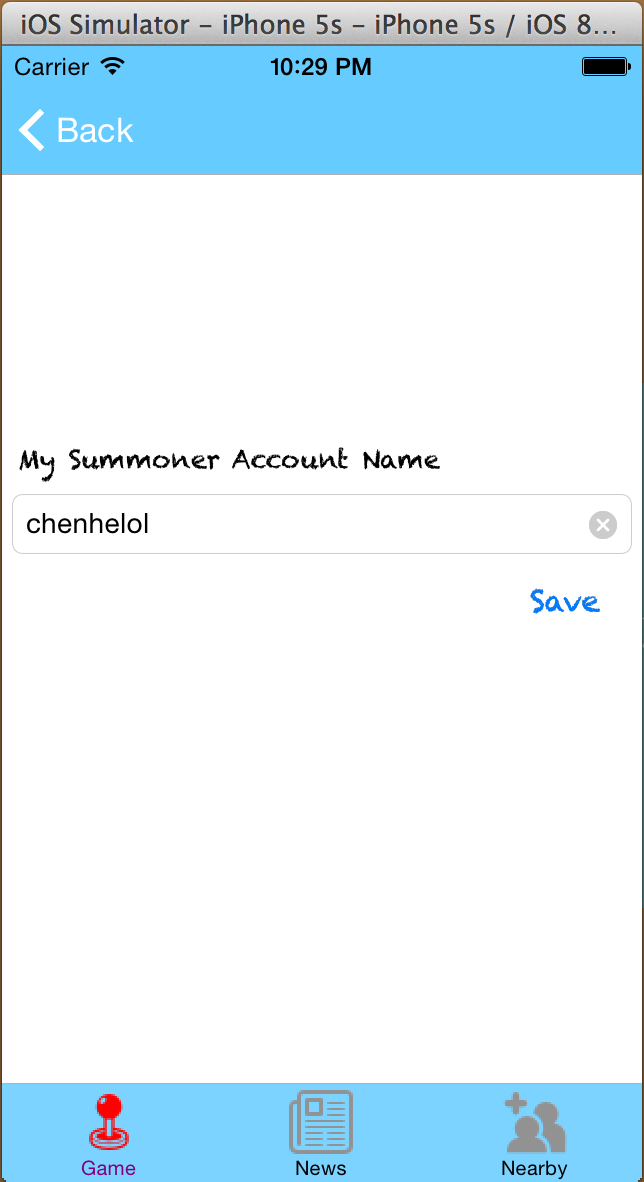 iOS Simulator – iPhone 5s – iPhone 5s / iOS 8...
Carrier 10:29 PM
Back
My Summoner Account Name
chenhelol
Save
Game News Nearby